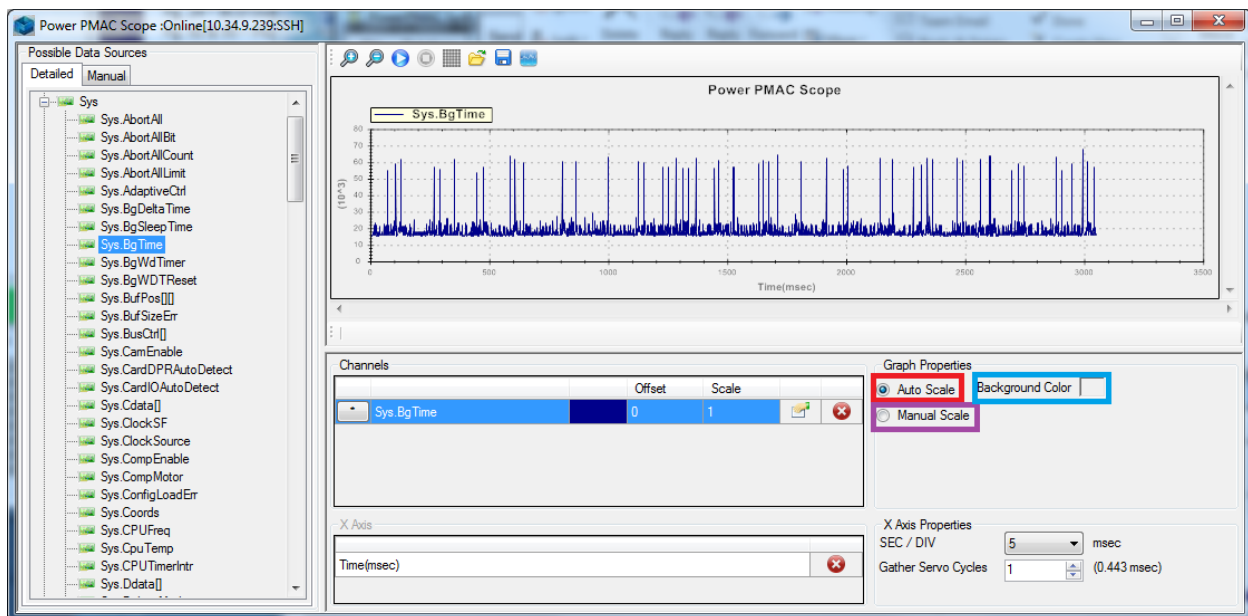 Power PMAC Scope :Online[10.34.9.239:SSH]
Possible Data Sources
Detailed
Manual
Sys
Sys.AbortAll
Sys.AbortAllBit
Sys.AbortAllCount
Sys.AbortAllLimit
Sys.AdaptiveCtrl
Sys.BgDeltaTime
Sys.BgSleepTime
Sys.BgTime
Sys.BgWdTimer
Sys.BgWDTReset
Sys.BufPos[][]
Sys.BufSizeErr
Sys.BusCtrl[]
Sys.CamEnable
Sys.CardDPRAutoDetect
Sys.CardIOAutoDetect
Sys.Cdata[]
Sys.ClockSF
Sys.ClockSource
Sys.CompEnable
Sys.CompMotor
Sys.ConfigLoadErr
Sys.Coords
Sys.CPUFreq
Sys.CpuTemp
Sys.CPUTimerIntr
Sys.Ddata[]
Power PMAC Scope
Sys.BgTime
(10^3)
80
70
60
50
40
30
20
10
0
0 500 1000 1500 2000 2500 3000 3500
Time(msec)
Channels
Offset Scale
* Sys.BgTime 0 1
X Axis
Time(msec)
Graph Properties
Auto Scale Background Color
Manual Scale
X Axis Properties
SEC / DIV 5 msec
Gather Servo Cycles 1 (0.443 msec)